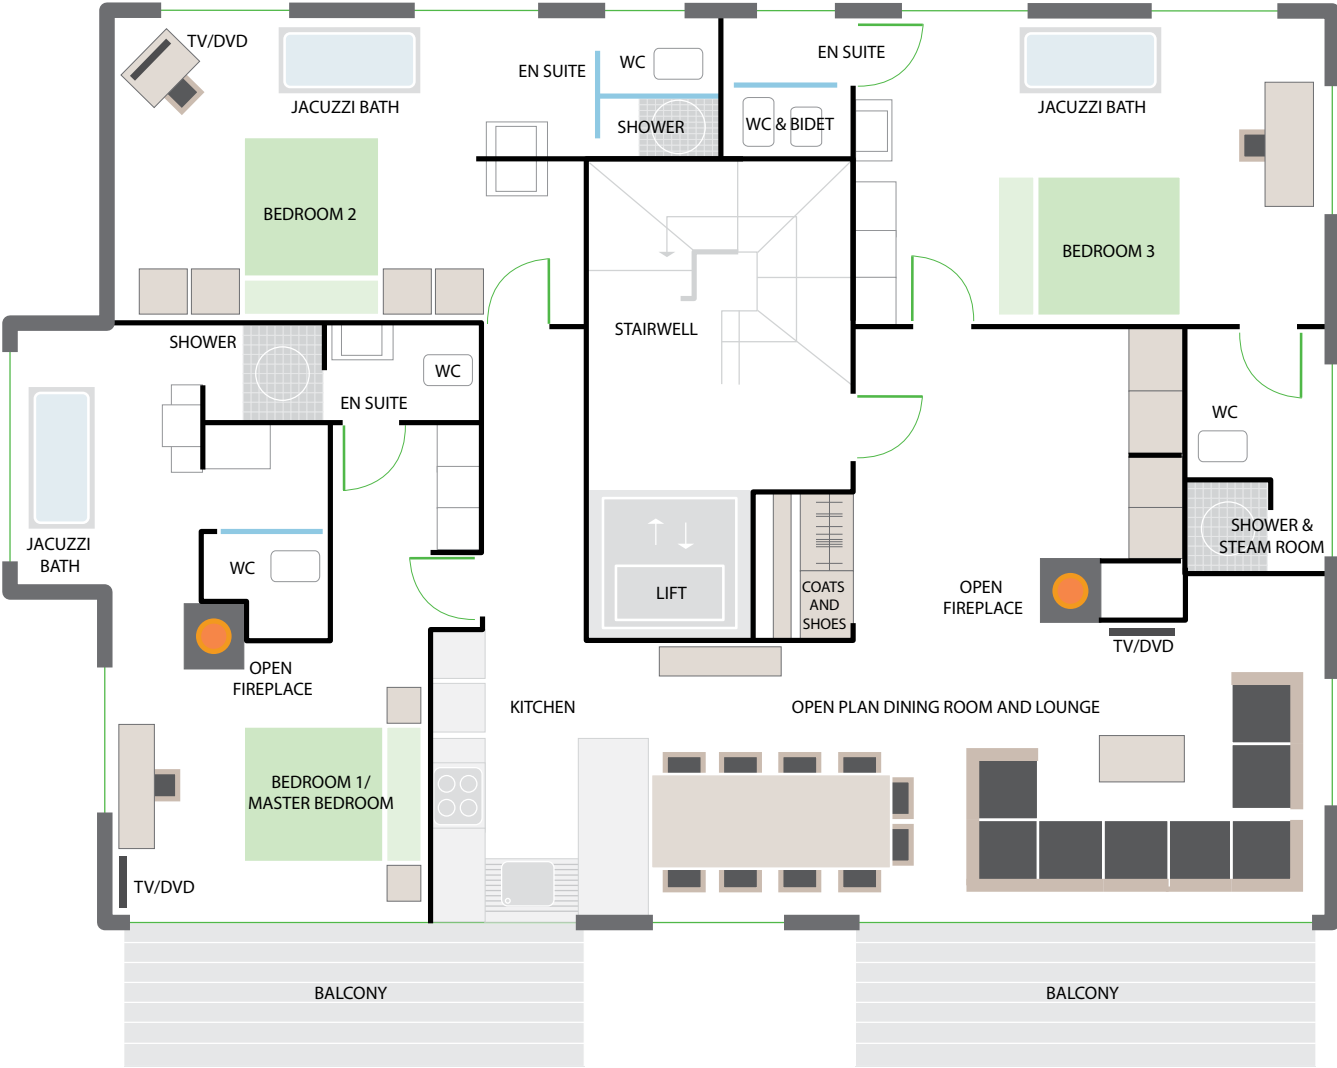 TV/DVD
JACUZZI BATH
EN SUITE
WC
SHOWER
EN SUITE
WC & BIDET
JACUZZI BATH
BEDROOM 2
BEDROOM 3
STAIRWELL
SHOWER
WC
EN SUITE
WC
JACUZZI
BATH
WC
SHOWER &
STEAM ROOM
LIFT
COATS
AND
SHOES
OPEN
FIREPLACE
TV/DVD
OPEN
FIREPLACE
KITCHEN
OPEN PLAN DINING ROOM AND LOUNGE
BEDROOM 1/
MASTER BEDROOM
TV/DVD
BALCONY
BALCONY